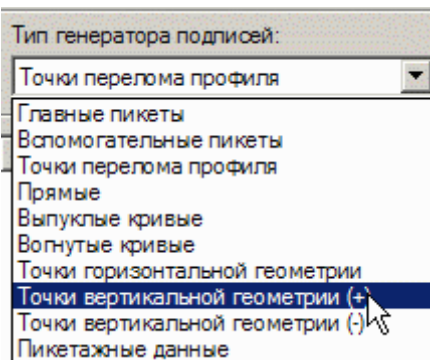 Тип генератора подписей:
Точки перелома профиля
Главные пикеты
Вспомогательные пикеты
Точки перелома профиля
Прямые
Выпуклые кривые
Вогнутые кривые
Точки горизонтальной геометрии
Точки вертикальной геометрии (+)
Точки вертикальной геометрии (-)
Пикетажные данные